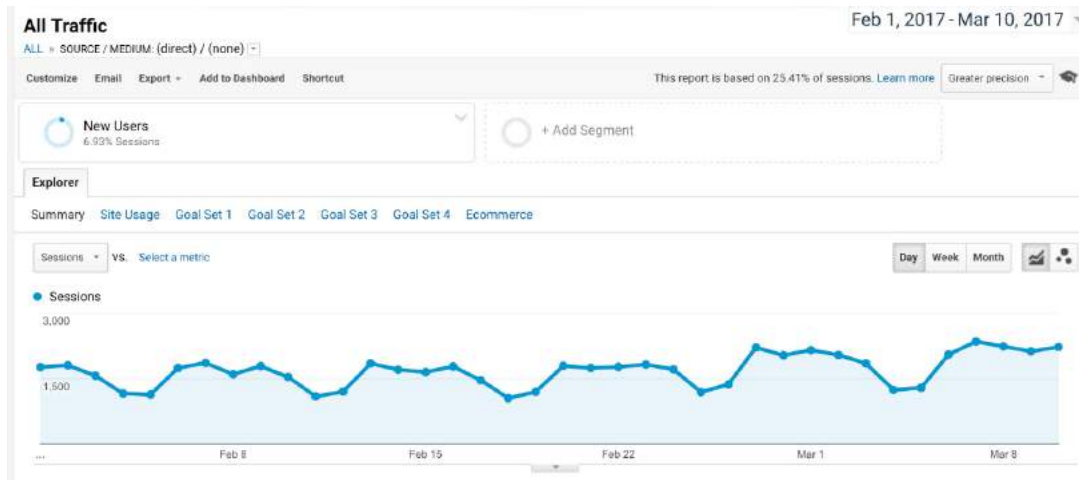 All Traffic
Feb 1, 2017 - Mar 10, 2017
ALL » SOURCE / MEDIUM: (direct) / (none)
Customize Email Export Add to Dashboard Shortcut
This report is based on 25.41% of sessions. Learn more Greater precision
New Users
6.93% Sessions
+ Add Segment
Explorer
Summary Site Usage Goal Set 1 Goal Set 2 Goal Set 3 Goal Set 4 Ecommerce
Sessions VS. Select a metric
Day Week Month
Sessions
3,000
1,500
... Feb 8 Feb 15 Feb 22 Mar 1 Mar 8